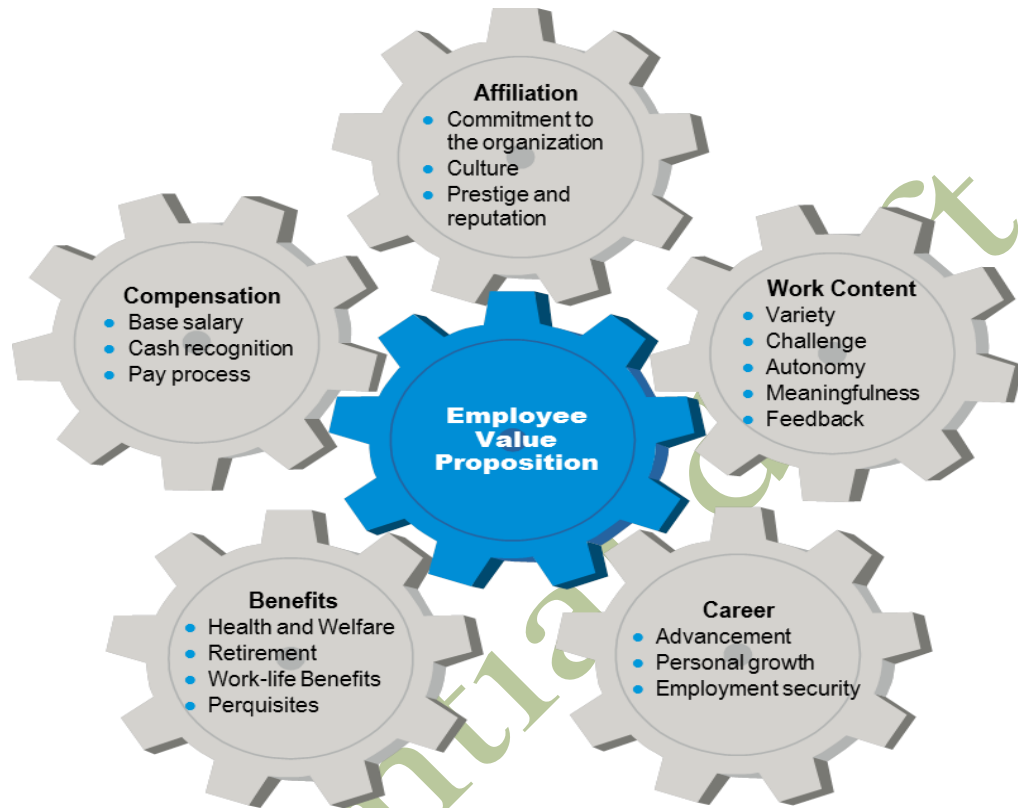 Affiliation
Commitment to
the organization
Culture
Prestige and
reputation
Compensation
Base salary
Cash recognition
Pay process
Work Content
Variety
Challenge
Autonomy
Meaningfulness
Feedback
Employee
Value
Proposition
Benefits
Health and Welfare
Retirement
Work-life Benefits
Perquisites
Career
Advancement
Personal growth
Employment security